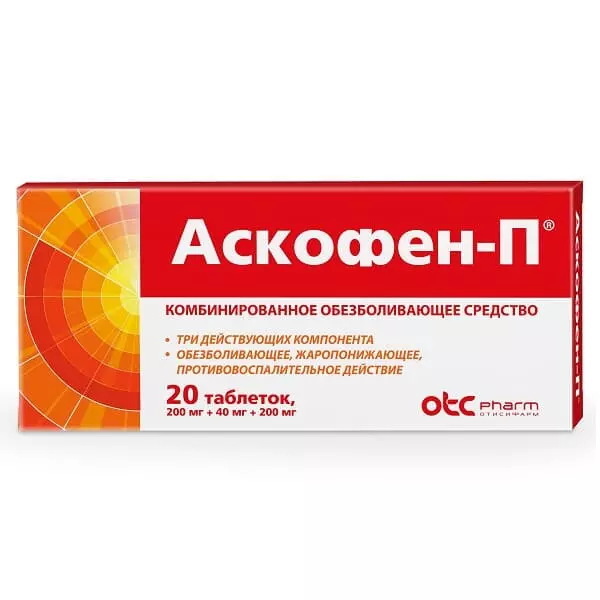 Аскофен-П®
КОМБИНИРОВАННОЕ ОБЕЗБОЛИВАЮЩЕЕ СРЕДСТВО
• ТРИ ДЕЙСТВУЮЩИХ КОМПОНЕНТА
• ОБЕЗБОЛИВАЮЩЕЕ, ЖАРОПОНИЖАЮЩЕЕ,
ПРОТИВОВОСПАЛИТЕЛЬНОЕ ДЕЙСТВИЕ
20 таблеток,
200 мг + 40 мг + 200 мг
otc pharm
ОТИСИФАРМ
Аскофен-П®